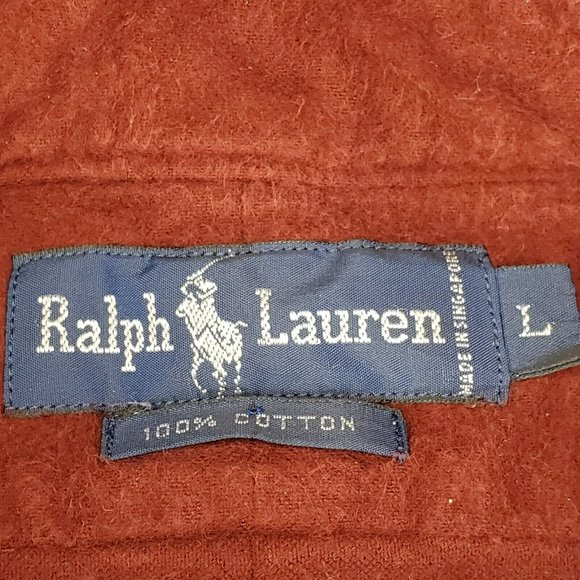 Ralph Lauren
MADE IN SINGAPORE
L
100% COTTON